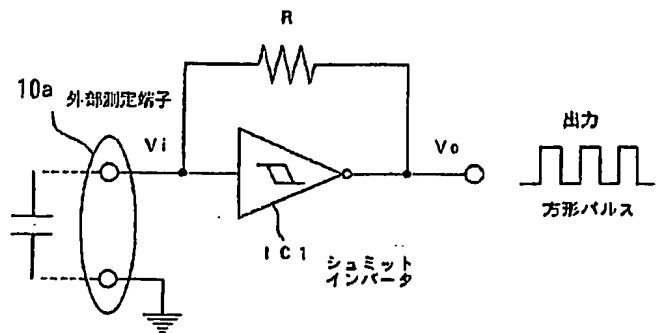 R
10a
外部測定端子
Vi
Vo
出力
方形パルス
IC1
シュミット
インバータ